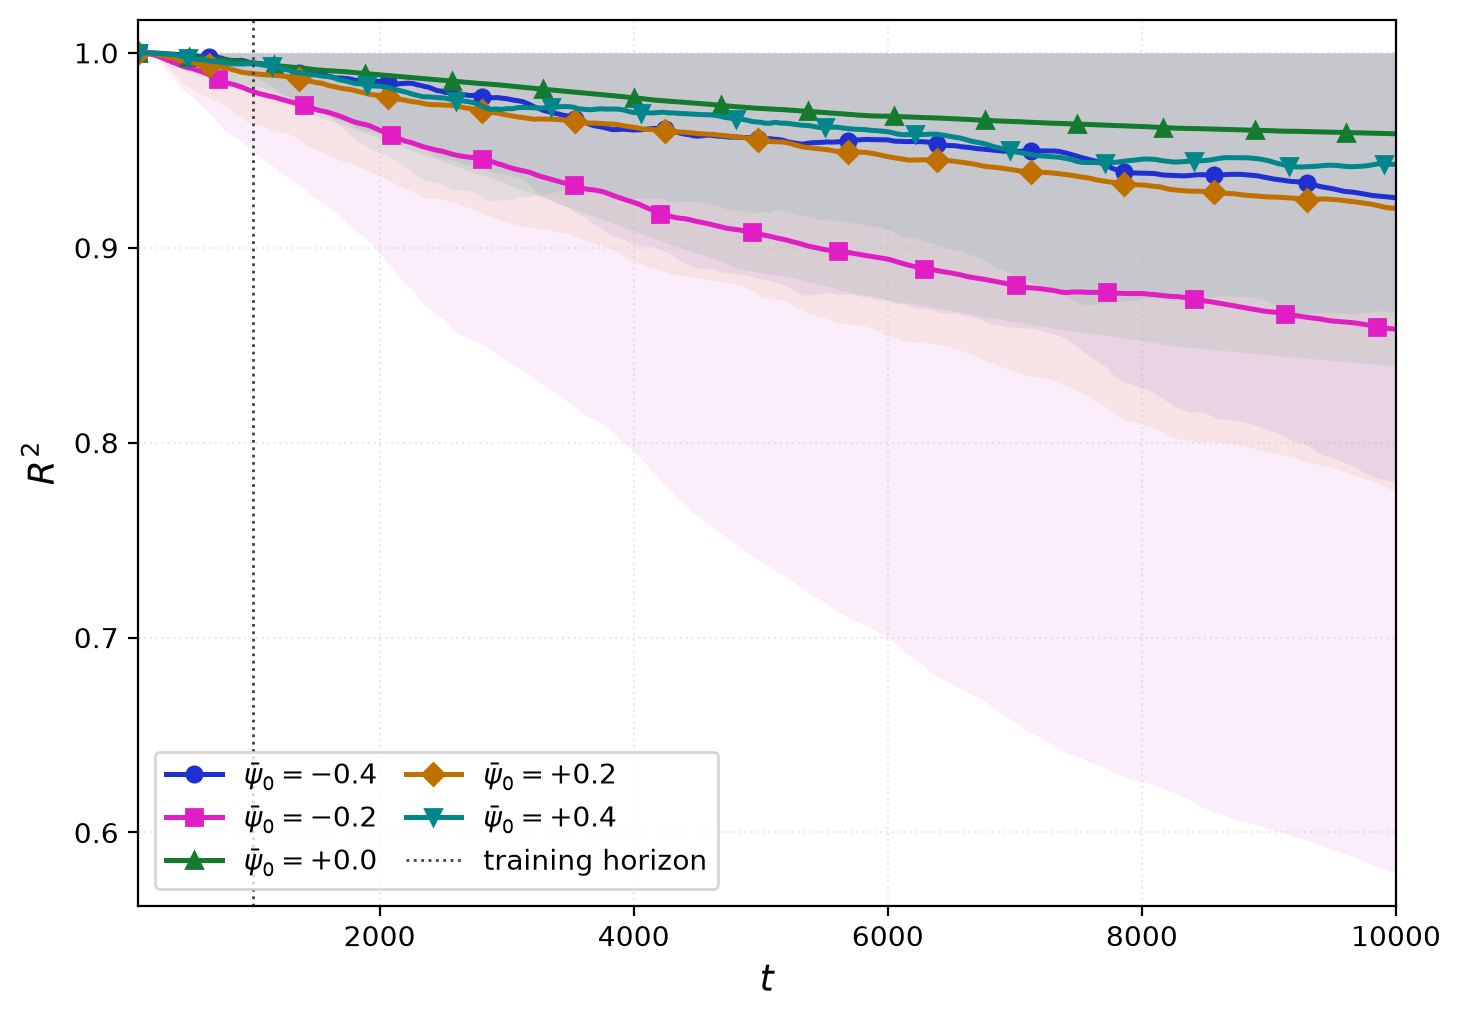 1.0
0.9
0.8
0.7
0.6
R²
2000 4000 6000 8000 10000
t
ψ̄₀ = −0.4 ψ̄₀ = +0.2
ψ̄₀ = −0.2 ψ̄₀ = +0.4
ψ̄₀ = +0.0 training horizon